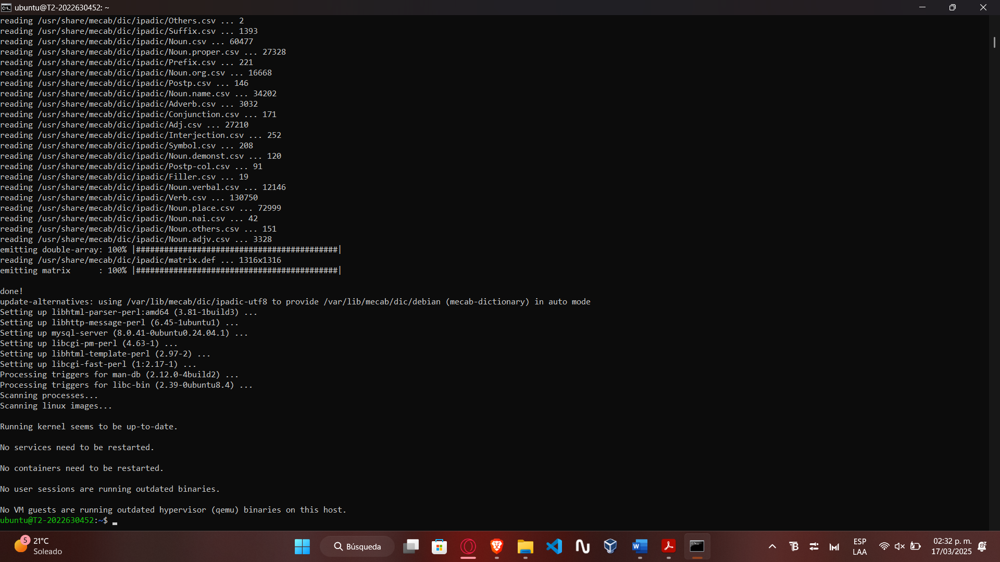 ubuntu@T2-2022630452: ~
reading /usr/share/mecab/dic/ipadic/Others.csv ... 2
reading /usr/share/mecab/dic/ipadic/Suffix.csv ... 1393
reading /usr/share/mecab/dic/ipadic/Noun.csv ... 60477
reading /usr/share/mecab/dic/ipadic/Noun.proper.csv ... 27328
reading /usr/share/mecab/dic/ipadic/Prefix.csv ... 221
reading /usr/share/mecab/dic/ipadic/Noun.org.csv ... 16668
reading /usr/share/mecab/dic/ipadic/Postp.csv ... 146
reading /usr/share/mecab/dic/ipadic/Noun.name.csv ... 34202
reading /usr/share/mecab/dic/ipadic/Adverb.csv ... 3032
reading /usr/share/mecab/dic/ipadic/Conjunction.csv ... 171
reading /usr/share/mecab/dic/ipadic/Adj.csv ... 27210
reading /usr/share/mecab/dic/ipadic/Interjection.csv ... 252
reading /usr/share/mecab/dic/ipadic/Symbol.csv ... 208
reading /usr/share/mecab/dic/ipadic/Noun.demonst.csv ... 120
reading /usr/share/mecab/dic/ipadic/Postp-col.csv ... 91
reading /usr/share/mecab/dic/ipadic/Filler.csv ... 19
reading /usr/share/mecab/dic/ipadic/Noun.verbal.csv ... 12146
reading /usr/share/mecab/dic/ipadic/Verb.csv ... 130750
reading /usr/share/mecab/dic/ipadic/Noun.place.csv ... 72999
reading /usr/share/mecab/dic/ipadic/Noun.nai.csv ... 42
reading /usr/share/mecab/dic/ipadic/Noun.others.csv ... 151
reading /usr/share/mecab/dic/ipadic/Noun.adjv.csv ... 3328
emitting double-array: 100% |###########################################|
reading /usr/share/mecab/dic/ipadic/matrix.def ... 1316x1316
emitting matrix      : 100% |###########################################|
done!
update-alternatives: using /var/lib/mecab/dic/ipadic-utf8 to provide /var/lib/mecab/dic/debian (mecab-dictionary) in auto mode
Setting up libhtml-parser-perl:amd64 (3.81-1build3) ...
Setting up libhttp-message-perl (6.45-1ubuntu1) ...
Setting up mysql-server (8.0.41-0ubuntu0.24.04.1) ...
Setting up libcgi-pm-perl (4.63-1) ...
Setting up libhtml-template-perl (2.97-2) ...
Setting up libcgi-fast-perl (1:2.17-1) ...
Processing triggers for man-db (2.12.0-4build2) ...
Processing triggers for libc-bin (2.39-0ubuntu8.4) ...
Scanning processes...
Scanning linux images...
Running kernel seems to be up-to-date.
No services need to be restarted.
No containers need to be restarted.
No user sessions are running outdated binaries.
No VM guests are running outdated hypervisor (qemu) binaries on this host.
ubuntu@T2-2022630452:~$
5
21°C
Soleado
Búsqueda
ESP
LAA
02:32 p. m.
17/03/2025